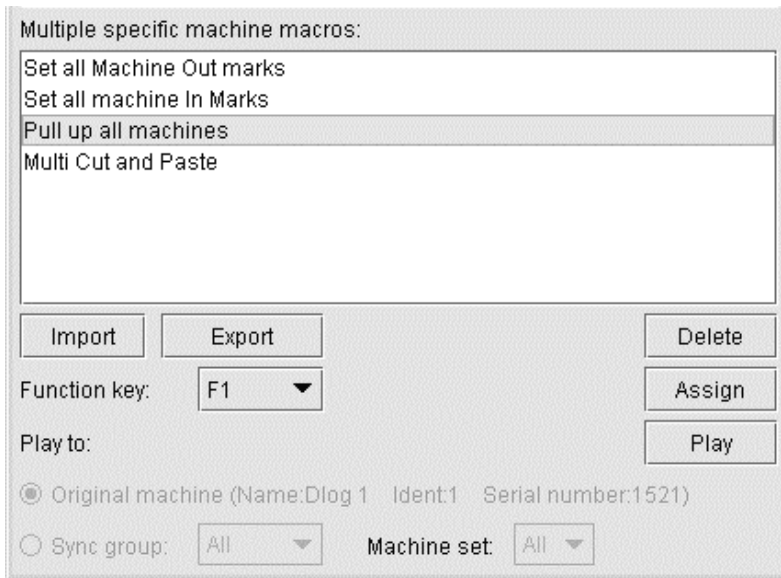 Multiple specific machine macros:
Set all Machine Out marks
Set all machine In Marks
Pull up all machines
Multi Cut and Paste
Import Export Delete
Function key: F1 Assign
Play to: Play
Original machine (Name:Dlog 1 Ident:1 Serial number:1521)
Sync group: All Machine set: All